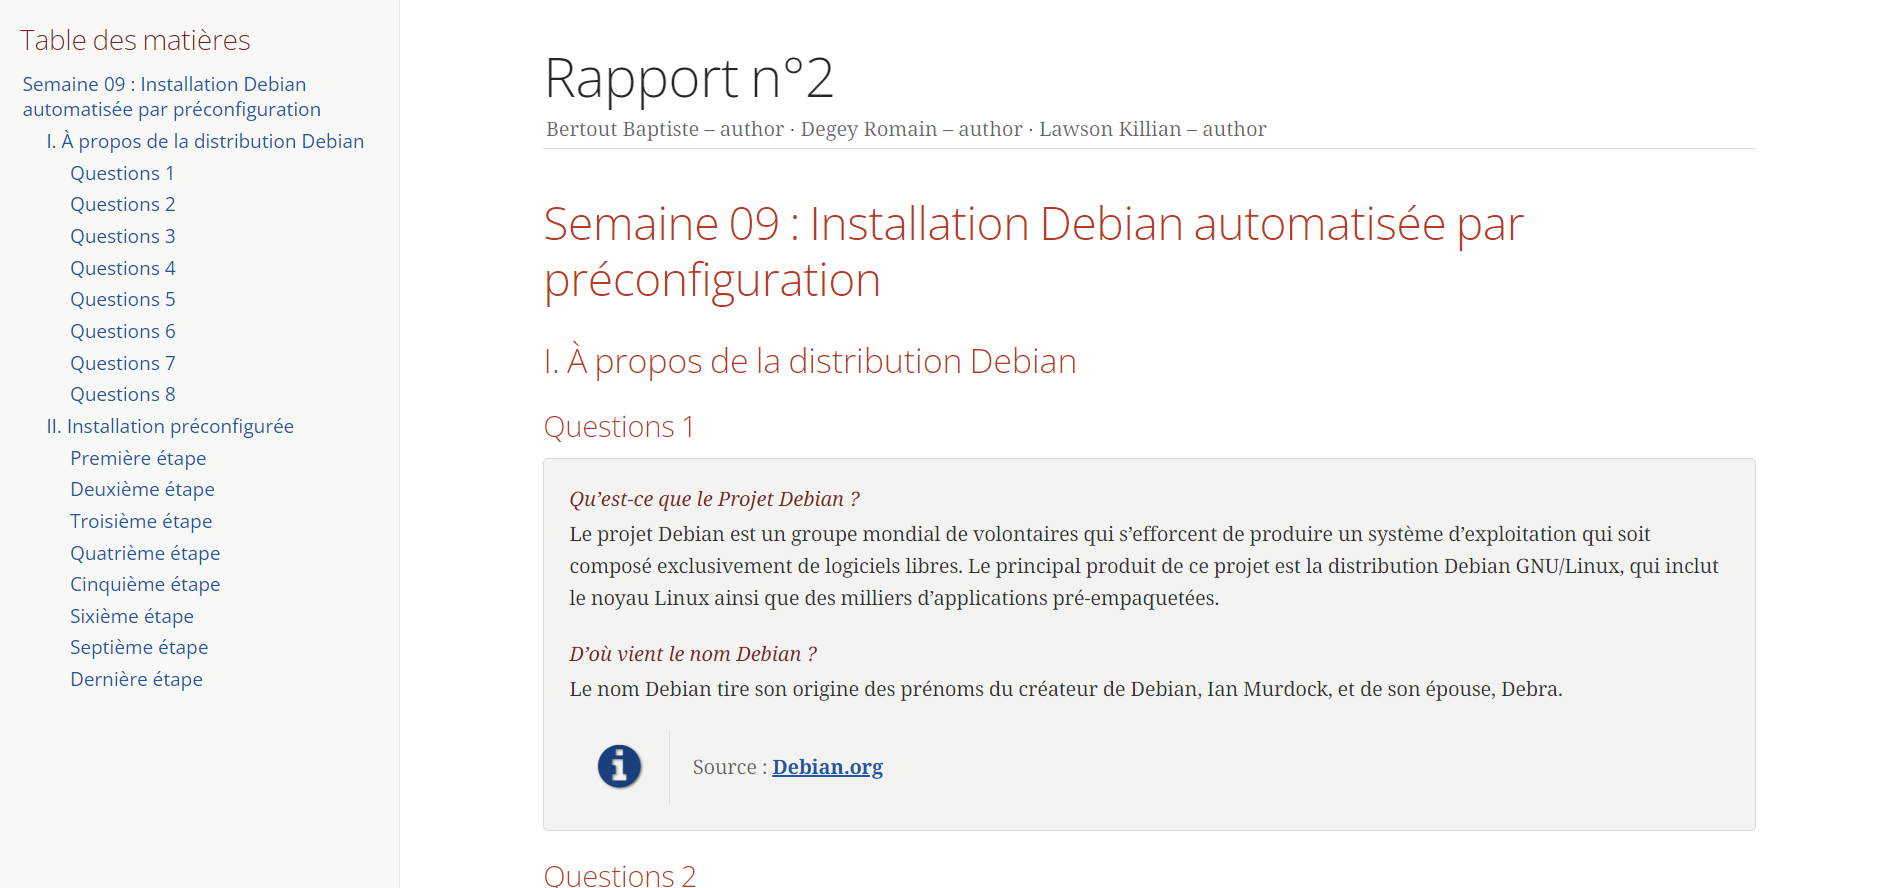 Table des matières
Semaine 09 : Installation Debian
automatisée par préconfiguration
I. À propos de la distribution Debian
Questions 1
Questions 2
Questions 3
Questions 4
Questions 5
Questions 6
Questions 7
Questions 8
II. Installation préconfigurée
Première étape
Deuxième étape
Troisième étape
Quatrième étape
Cinquième étape
Sixième étape
Septième étape
Dernière étape
Rapport n°2
Bertout Baptiste – author · Degey Romain – author · Lawson Killian – author
Semaine 09 : Installation Debian automatisée par
préconfiguration
I. À propos de la distribution Debian
Questions 1
Qu’est-ce que le Projet Debian ?
Le projet Debian est un groupe mondial de volontaires qui s’efforcent de produire un système d’exploitation qui soit
composé exclusivement de logiciels libres. Le principal produit de ce projet est la distribution Debian GNU/Linux, qui inclut
le noyau Linux ainsi que des milliers d’applications pré-empaquetées.
D’où vient le nom Debian ?
Le nom Debian tire son origine des prénoms du créateur de Debian, Ian Murdock, et de son épouse, Debra.
Source : Debian.org
Questions 2